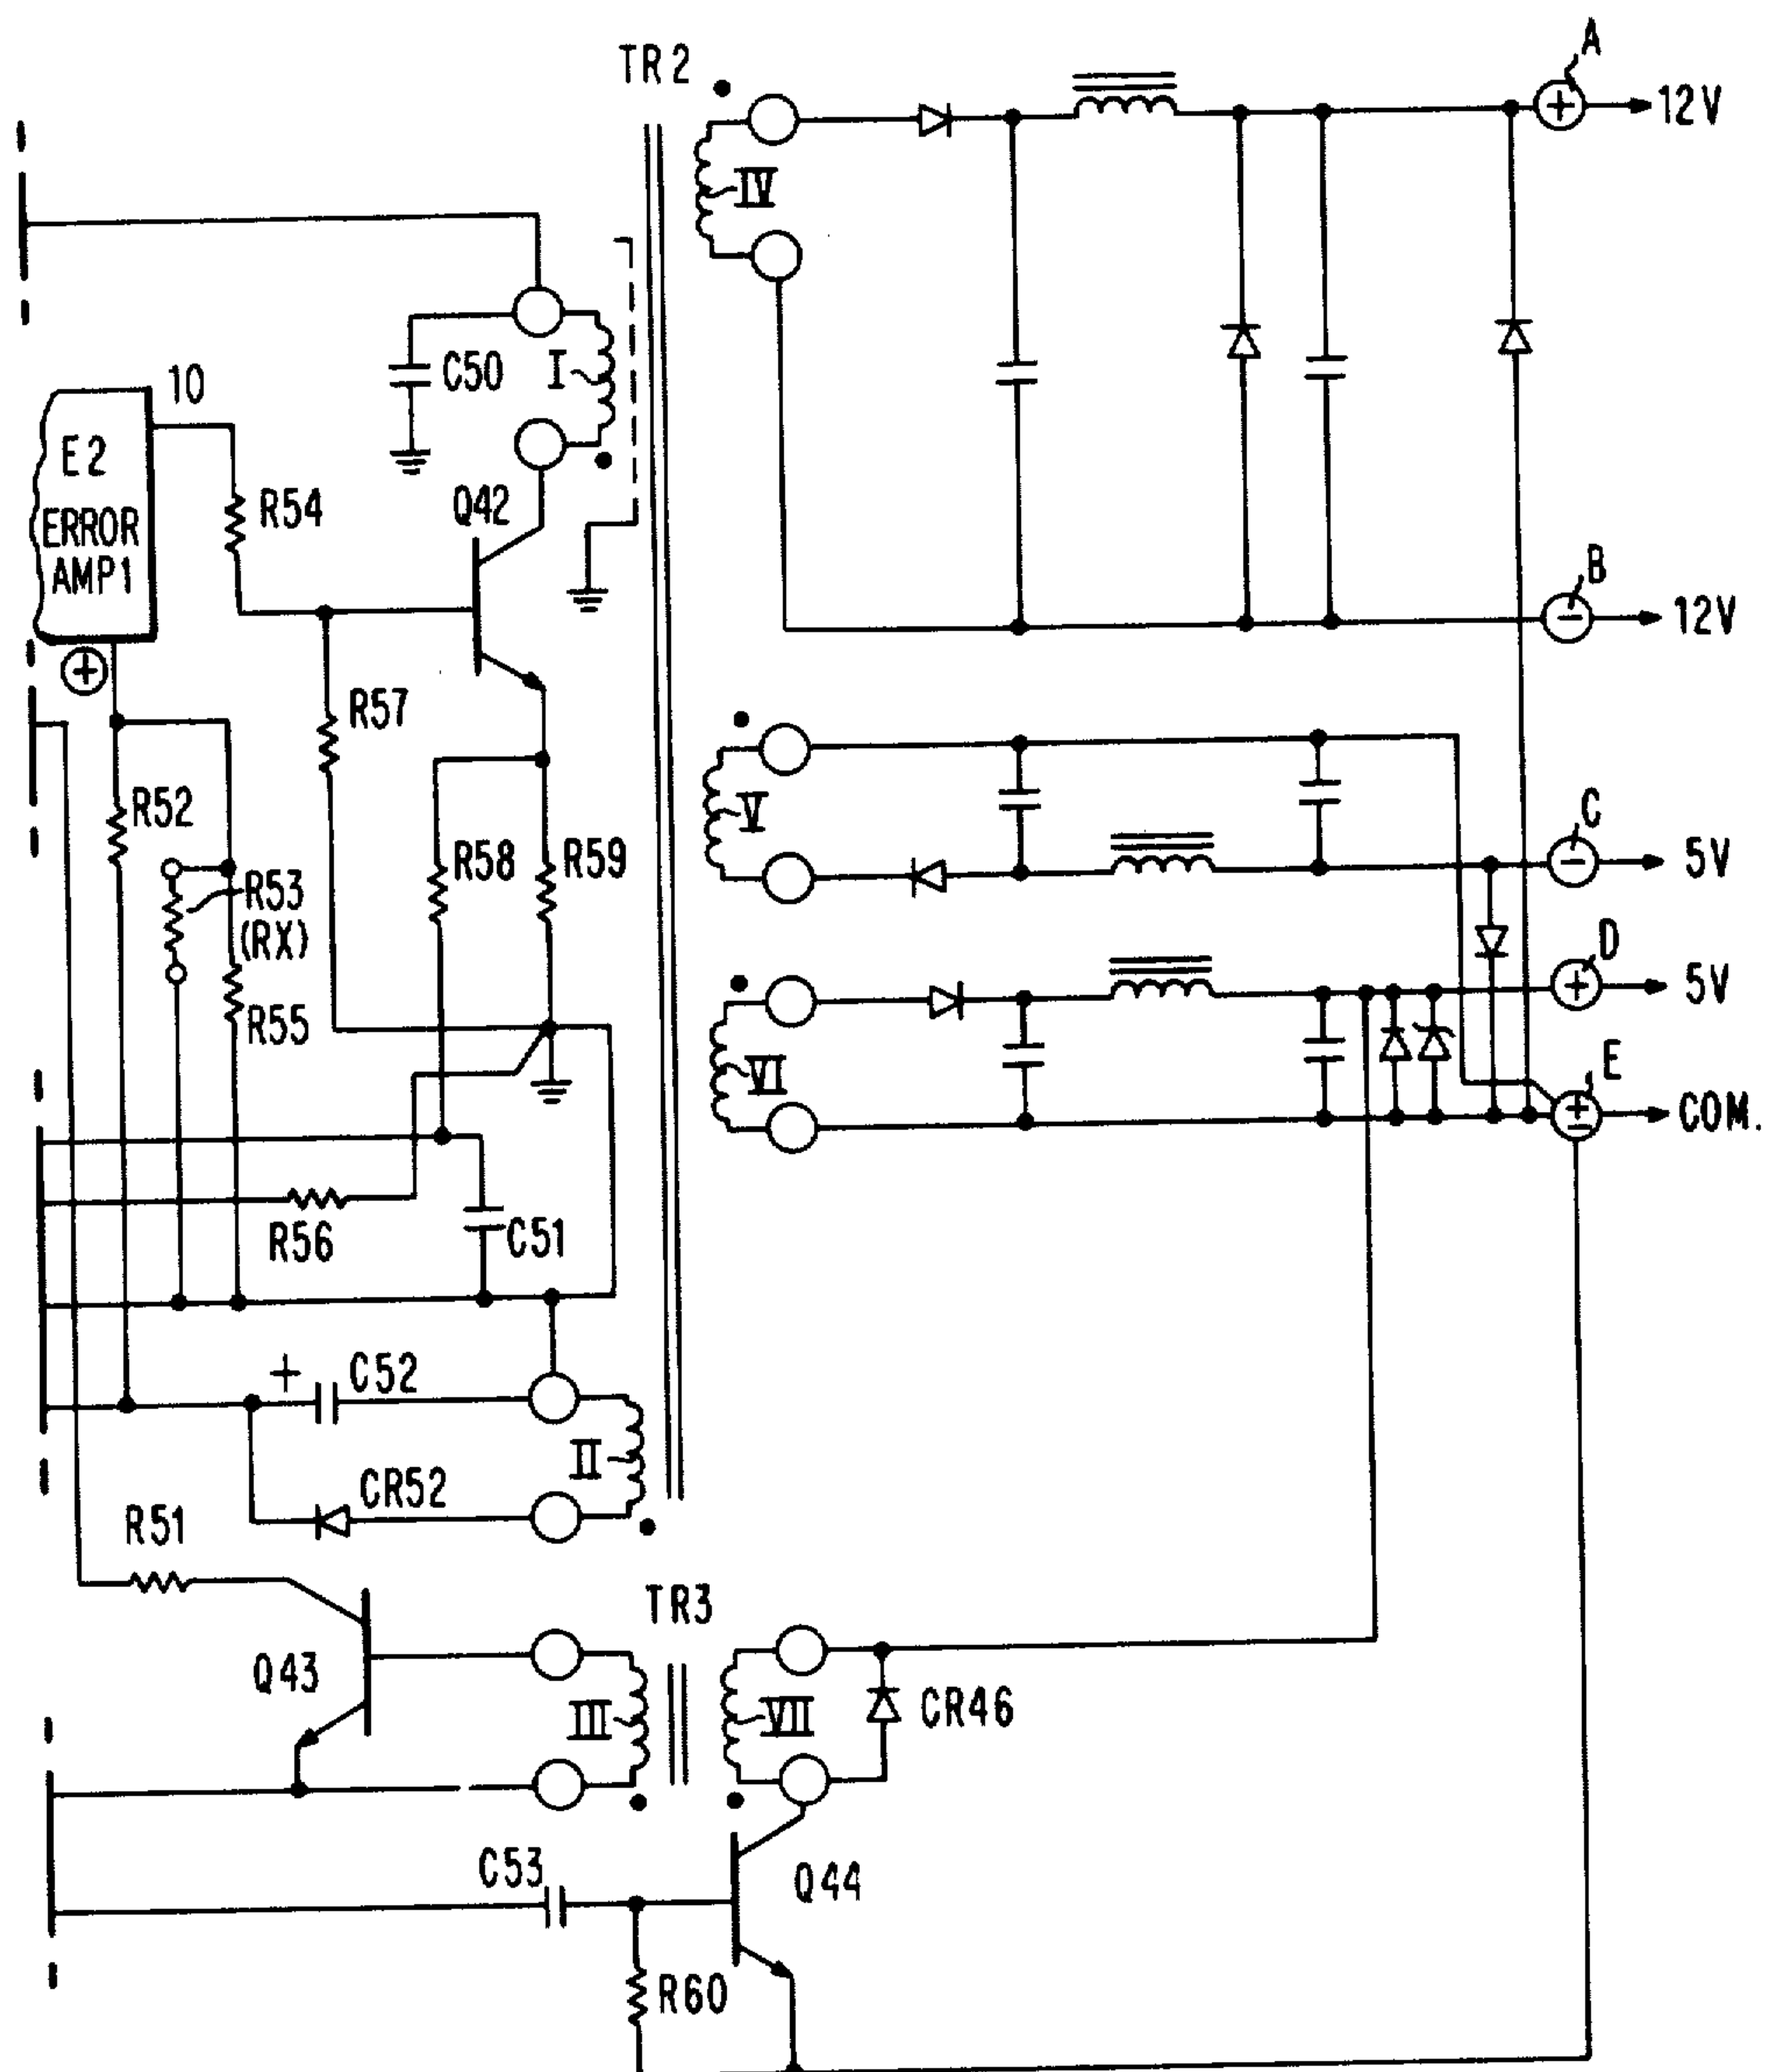 TR2
A
+
12V
IV
I
C50
10
E2
ERROR
AMP1
R54
Q42
B
−
12V
+
R57
V
C
−
5V
R52
R58
R59
R53
(RX)
D
+
5V
R55
VI
E
±
COM.
R56
C51
+
C52
II
CR52
R51
TR3
Q43
III
VII
CR46
C53
Q44
R60